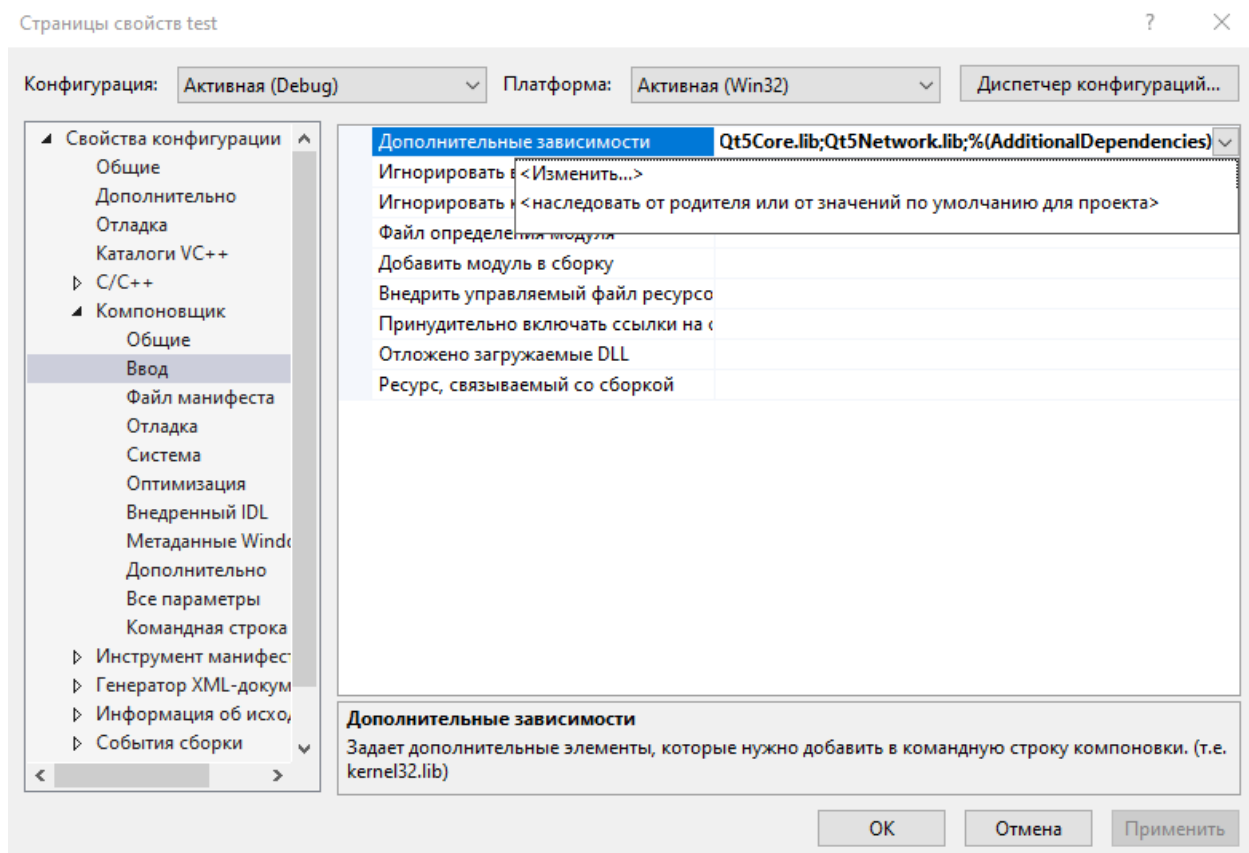 Страницы свойств test
Конфигурация: Активная (Debug) Платформа: Активная (Win32) Диспетчер конфигураций...
Свойства конфигурации
Общие
Дополнительно
Отладка
Каталоги VC++
C/C++
Компоновщик
Общие
Ввод
Файл манифеста
Отладка
Система
Оптимизация
Внедренный IDL
Метаданные Windo
Дополнительно
Все параметры
Командная строка
Инструмент манифест
Генератор XML-докум
Информация об исход
События сборки
Дополнительные зависимости Qt5Core.lib;Qt5Network.lib;%(AdditionalDependencies)
Игнорировать в <Изменить...>
Игнорировать к <наследовать от родителя или от значений по умолчанию для проекта>
Файл определения модуля
Добавить модуль в сборку
Внедрить управляемый файл ресурсо
Принудительно включать ссылки на с
Отложено загружаемые DLL
Ресурс, связываемый со сборкой
Дополнительные зависимости
Задает дополнительные элементы, которые нужно добавить в командную строку компоновки. (т.е.
kernel32.lib)
ОК Отмена Применить